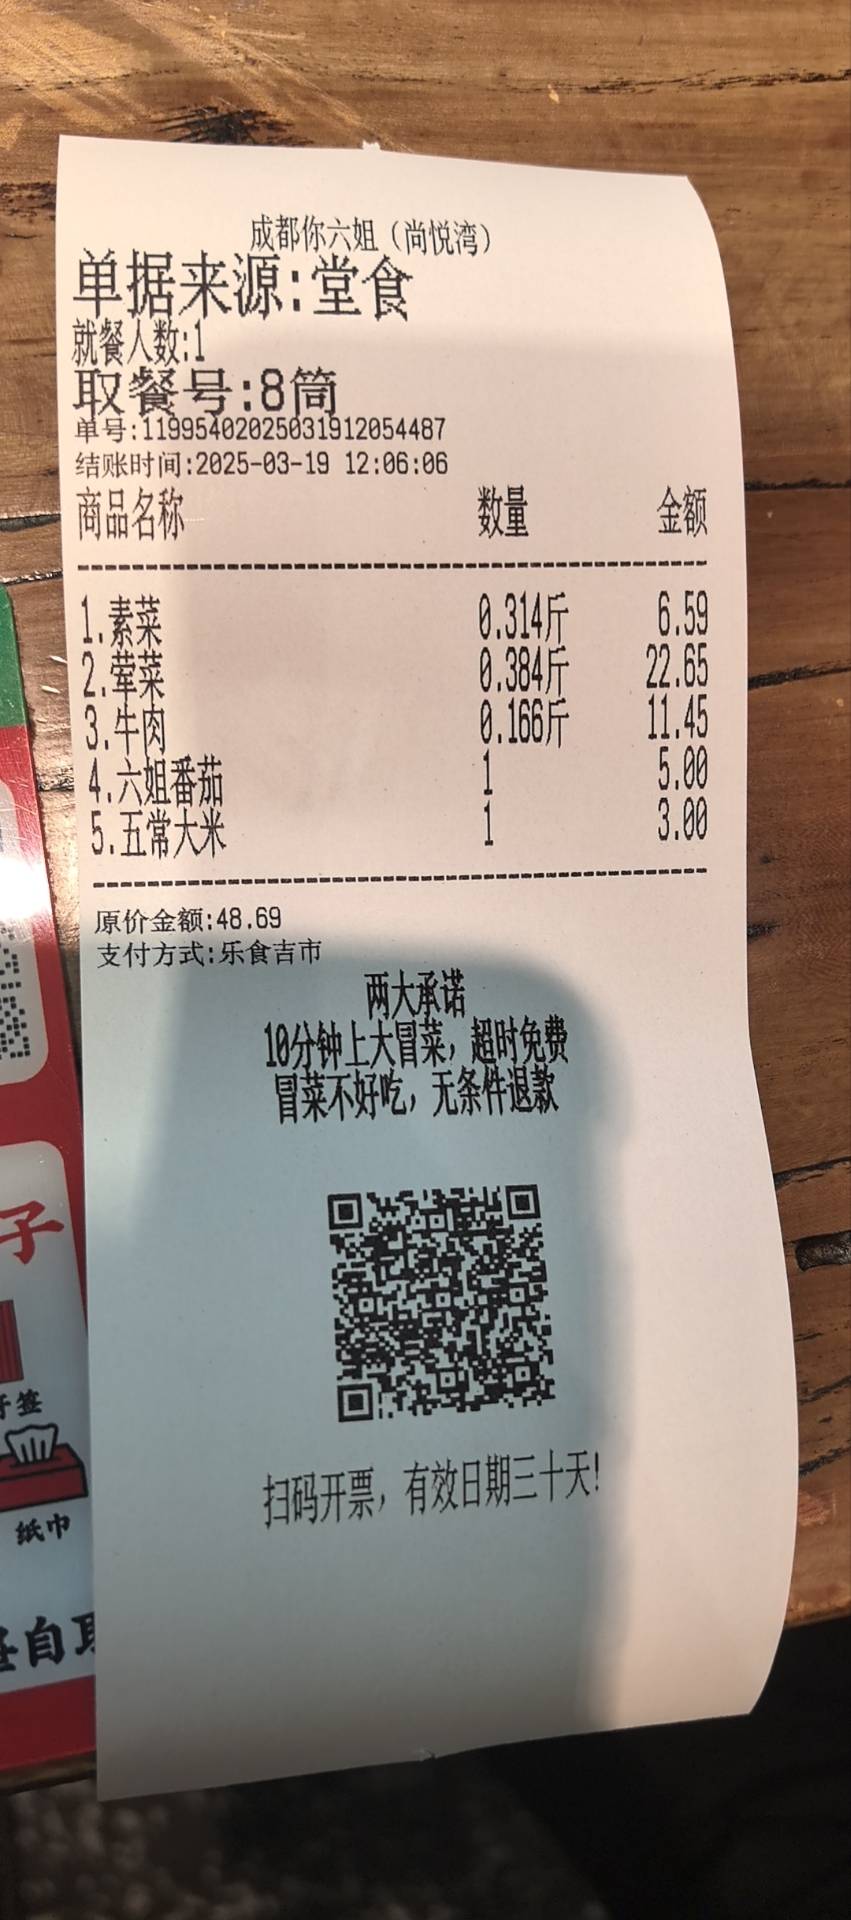 成都你六姐（尚悦湾）
单据来源:堂食
就餐人数:1
取餐号:8筒
单号:11995402025031912054487
结账时间:2025-03-19 12:06:06
商品名称 数量 金额
1.素菜 0.314斤 6.59
2.荤菜 0.384斤 22.65
3.牛肉 0.166斤 11.45
4.六姐番茄 1 5.00
5.五常大米 1 3.00
原价金额:48.69
支付方式:乐食吉市
两大承诺
10分钟上大冒菜，超时免费
冒菜不好吃，无条件退款
扫码开票，有效日期三十天!
子
签
纸巾
自取